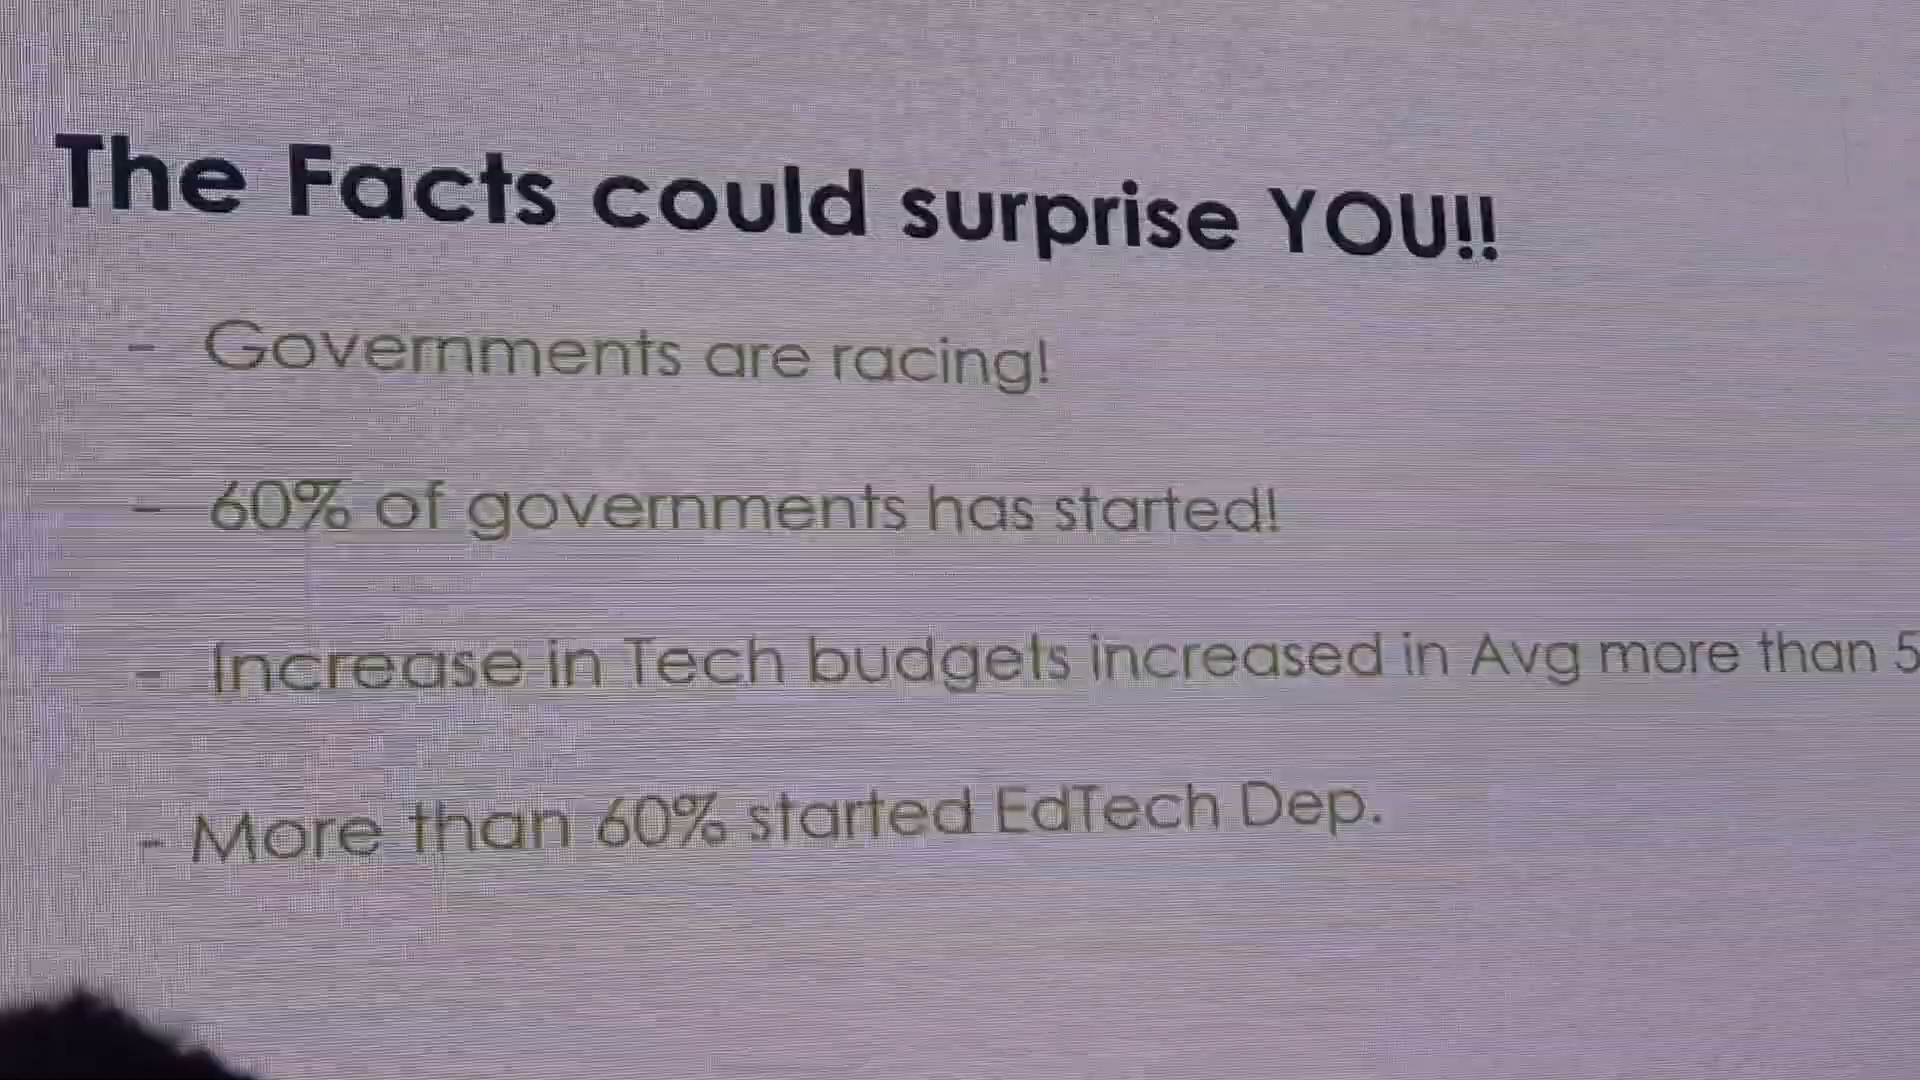 The Facts could surprise YOU!!
- Governments are racing!
- 60% of governments has started!
- Increase in Tech budgets increased in Avg more than 5
- More than 60% started EdTech Dep.